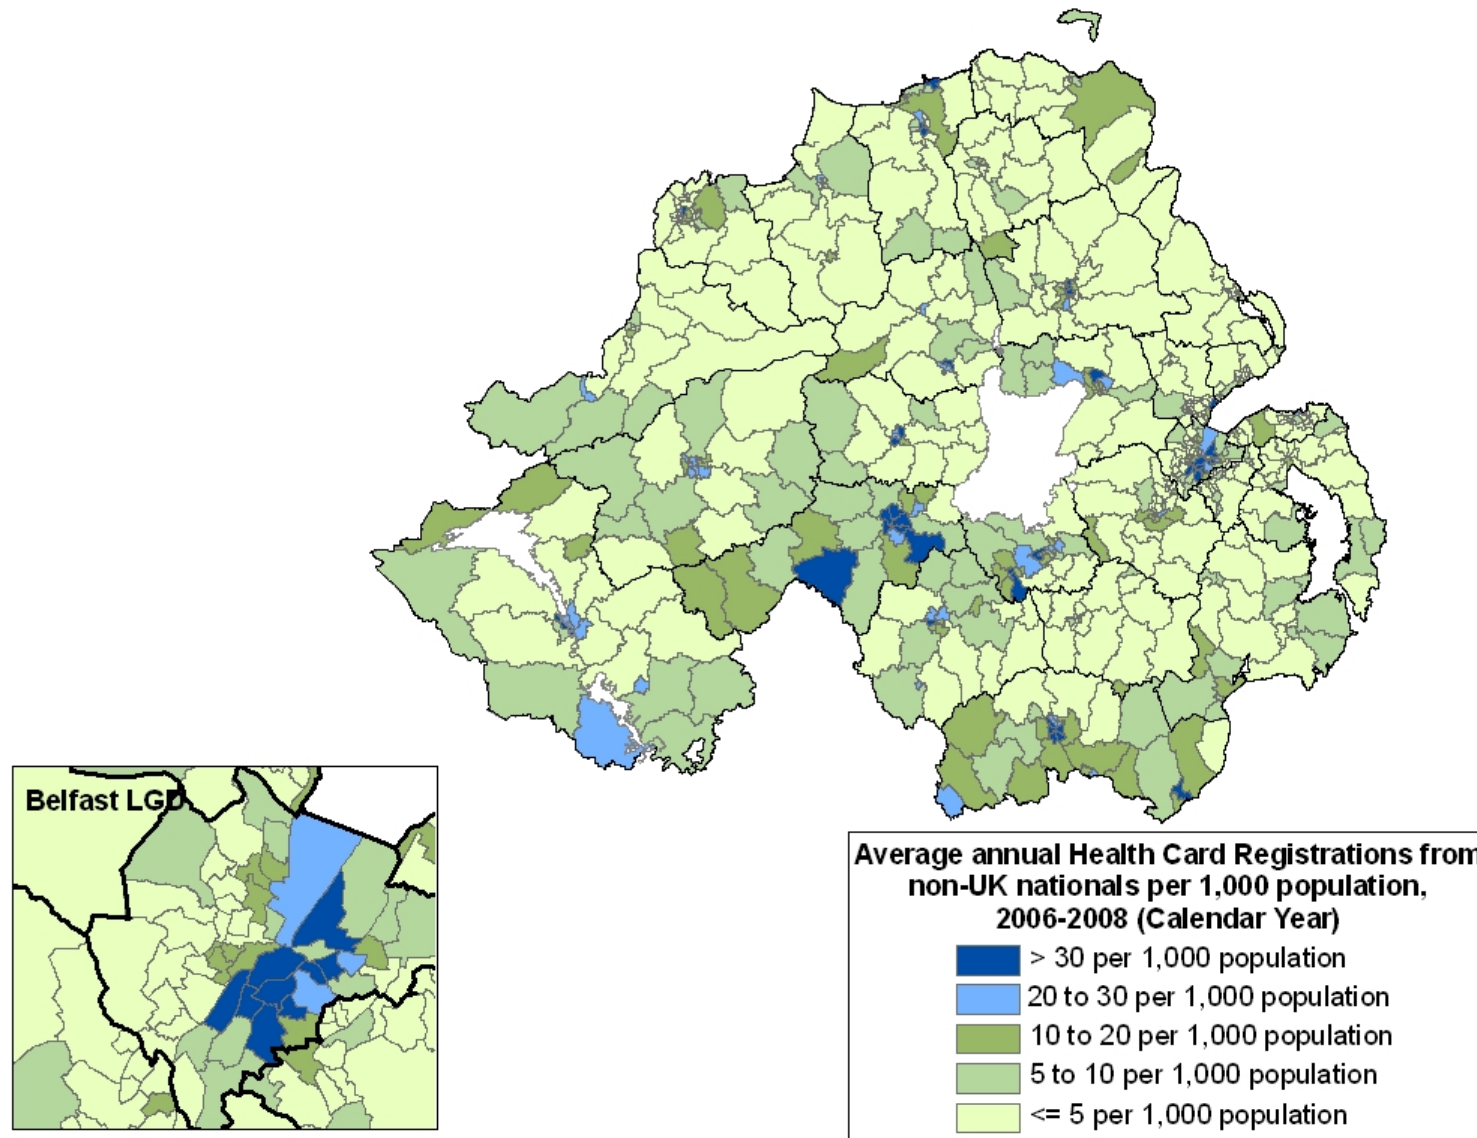 Belfast LGD
Average annual Health Card Registrations from
non-UK nationals per 1,000 population,
2006-2008 (Calendar Year)
> 30 per 1,000 population
20 to 30 per 1,000 population
10 to 20 per 1,000 population
5 to 10 per 1,000 population
<= 5 per 1,000 population